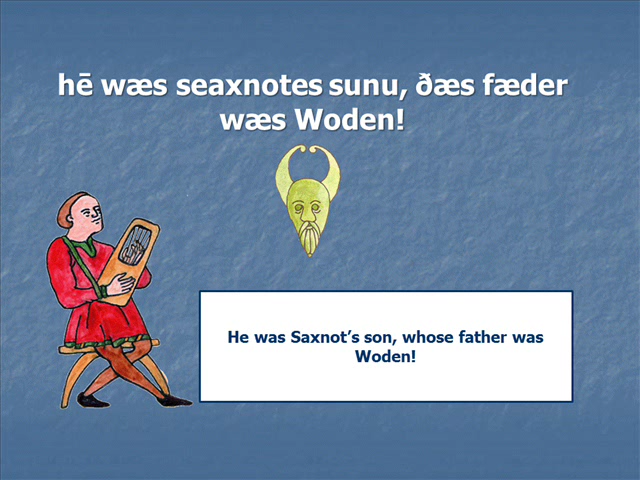 hē wæs seaxnotes sunu, ðæs fæder
wæs Woden!
He was Saxnot’s son, whose father was
Woden!